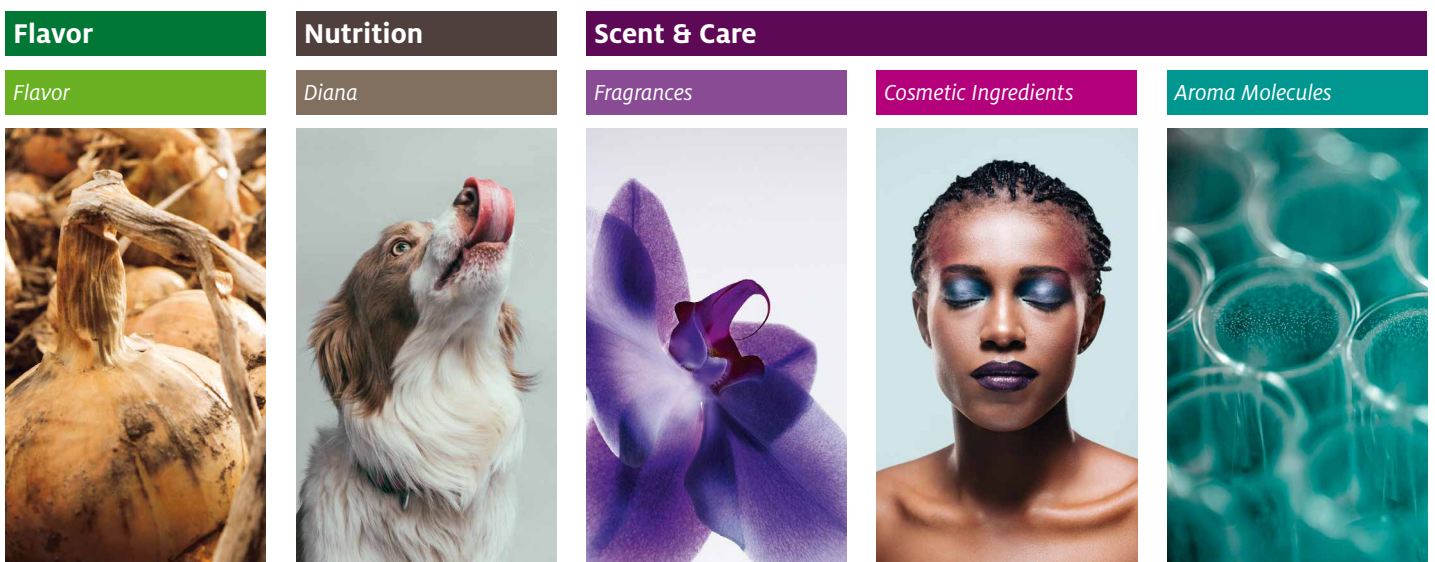 Flavor
Nutrition
Scent & Care
Flavor
Diana
Fragrances
Cosmetic Ingredients
Aroma Molecules